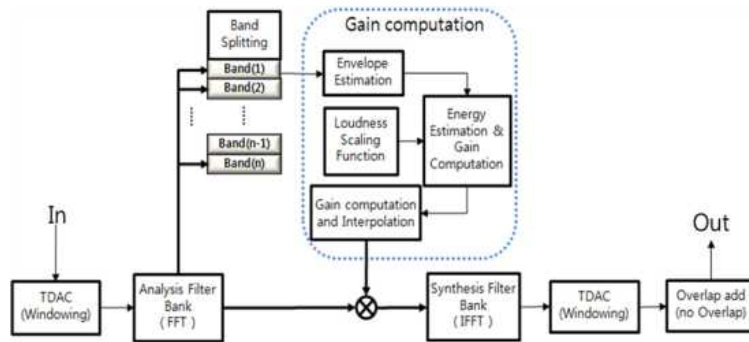 Band
Splitting
Band(1)
Band(2)
Band(n-1)
Band(n)
Gain computation
Envelope
Estimation
Loudness
Scaling
Function
Energy
Estimation &
Gain
Computation
Gain computation
and Interpolation
In
Out
TDAC
(Windowing)
Analysis Filter
Bank
( FFT )
Synthesis Filter
Bank
( IFFT )
TDAC
(Windowing)
Overlap add
(no Overlap)